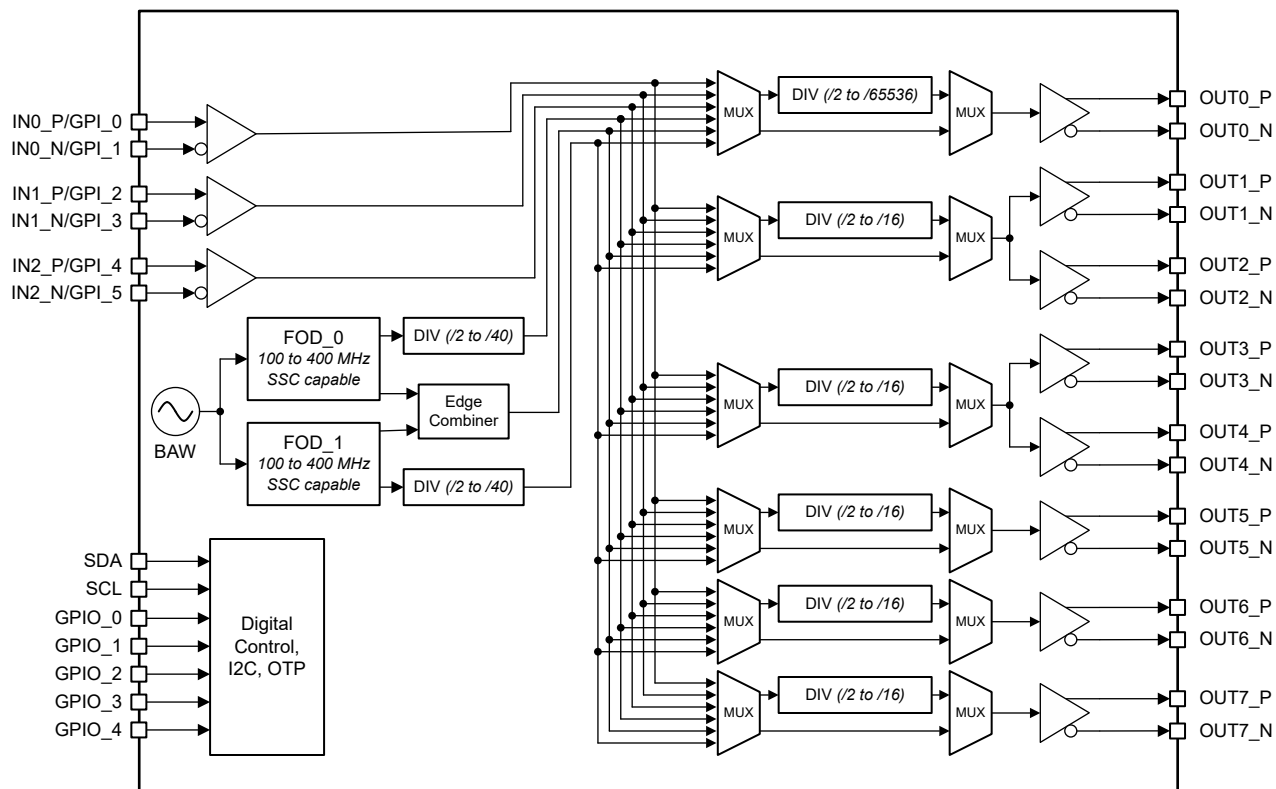 IN0_P/GPI_0
IN0_N/GPI_1
IN1_P/GPI_2
IN1_N/GPI_3
IN2_P/GPI_4
IN2_N/GPI_5
BAW
FOD_0
100 to 400 MHz
SSC capable
DIV (/2 to /40)
Edge
Combiner
FOD_1
100 to 400 MHz
SSC capable
DIV (/2 to /40)
SDA
SCL
GPIO_0
GPIO_1
GPIO_2
GPIO_3
GPIO_4
Digital
Control,
I2C, OTP
MUX
DIV (/2 to /65536)
MUX
OUT0_P
OUT0_N
MUX
DIV (/2 to /16)
MUX
OUT1_P
OUT1_N
OUT2_P
OUT2_N
MUX
DIV (/2 to /16)
MUX
OUT3_P
OUT3_N
OUT4_P
OUT4_N
MUX
DIV (/2 to /16)
MUX
OUT5_P
OUT5_N
MUX
DIV (/2 to /16)
MUX
OUT6_P
OUT6_N
MUX
DIV (/2 to /16)
MUX
OUT7_P
OUT7_N